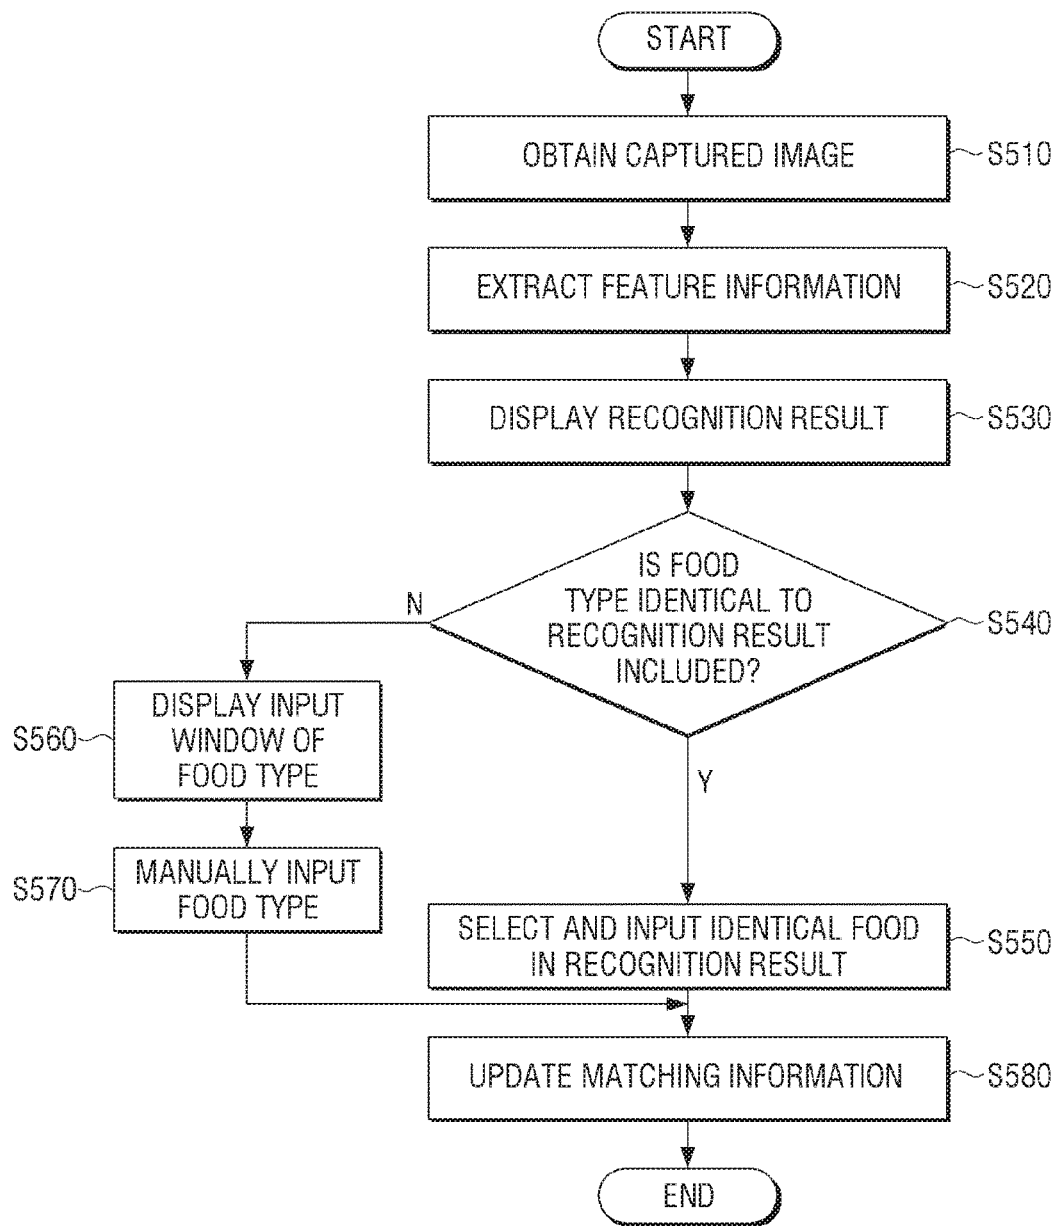 START
OBTAIN CAPTURED IMAGE
S510
EXTRACT FEATURE INFORMATION
S520
DISPLAY RECOGNITION RESULT
S530
IS FOOD
TYPE IDENTICAL TO
RECOGNITION RESULT
INCLUDED?
S540
N
Y
DISPLAY INPUT
WINDOW OF
FOOD TYPE
S560
MANUALLY INPUT
FOOD TYPE
S570
SELECT AND INPUT IDENTICAL FOOD
IN RECOGNITION RESULT
S550
UPDATE MATCHING INFORMATION
S580
END